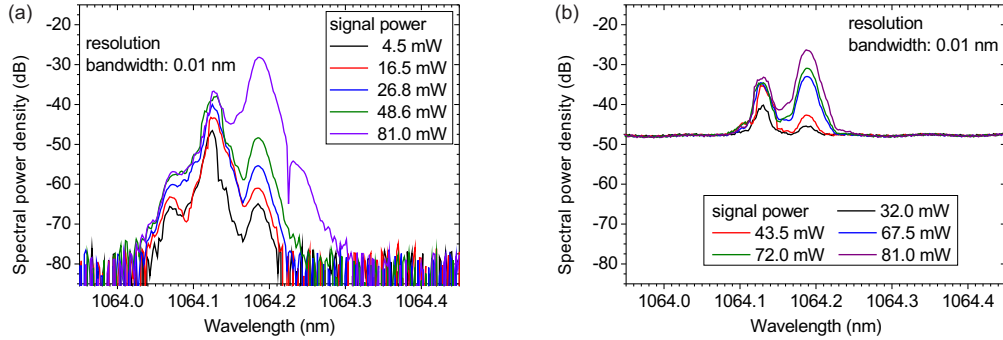 (a)
resolution
bandwidth: 0.01 nm
signal power
4.5 mW
16.5 mW
26.8 mW
48.6 mW
81.0 mW
-20
-30
-40
-50
-60
-70
-80
Spectral power density (dB)
1064.0 1064.1 1064.2 1064.3 1064.4
Wavelength (nm)
(b)
resolution
bandwidth: 0.01 nm
signal power 32.0 mW
43.5 mW 67.5 mW
72.0 mW 81.0 mW
-20
-30
-40
-50
-60
-70
-80
Spectral power density (dB)
1064.0 1064.1 1064.2 1064.3 1064.4
Wavelength (nm)